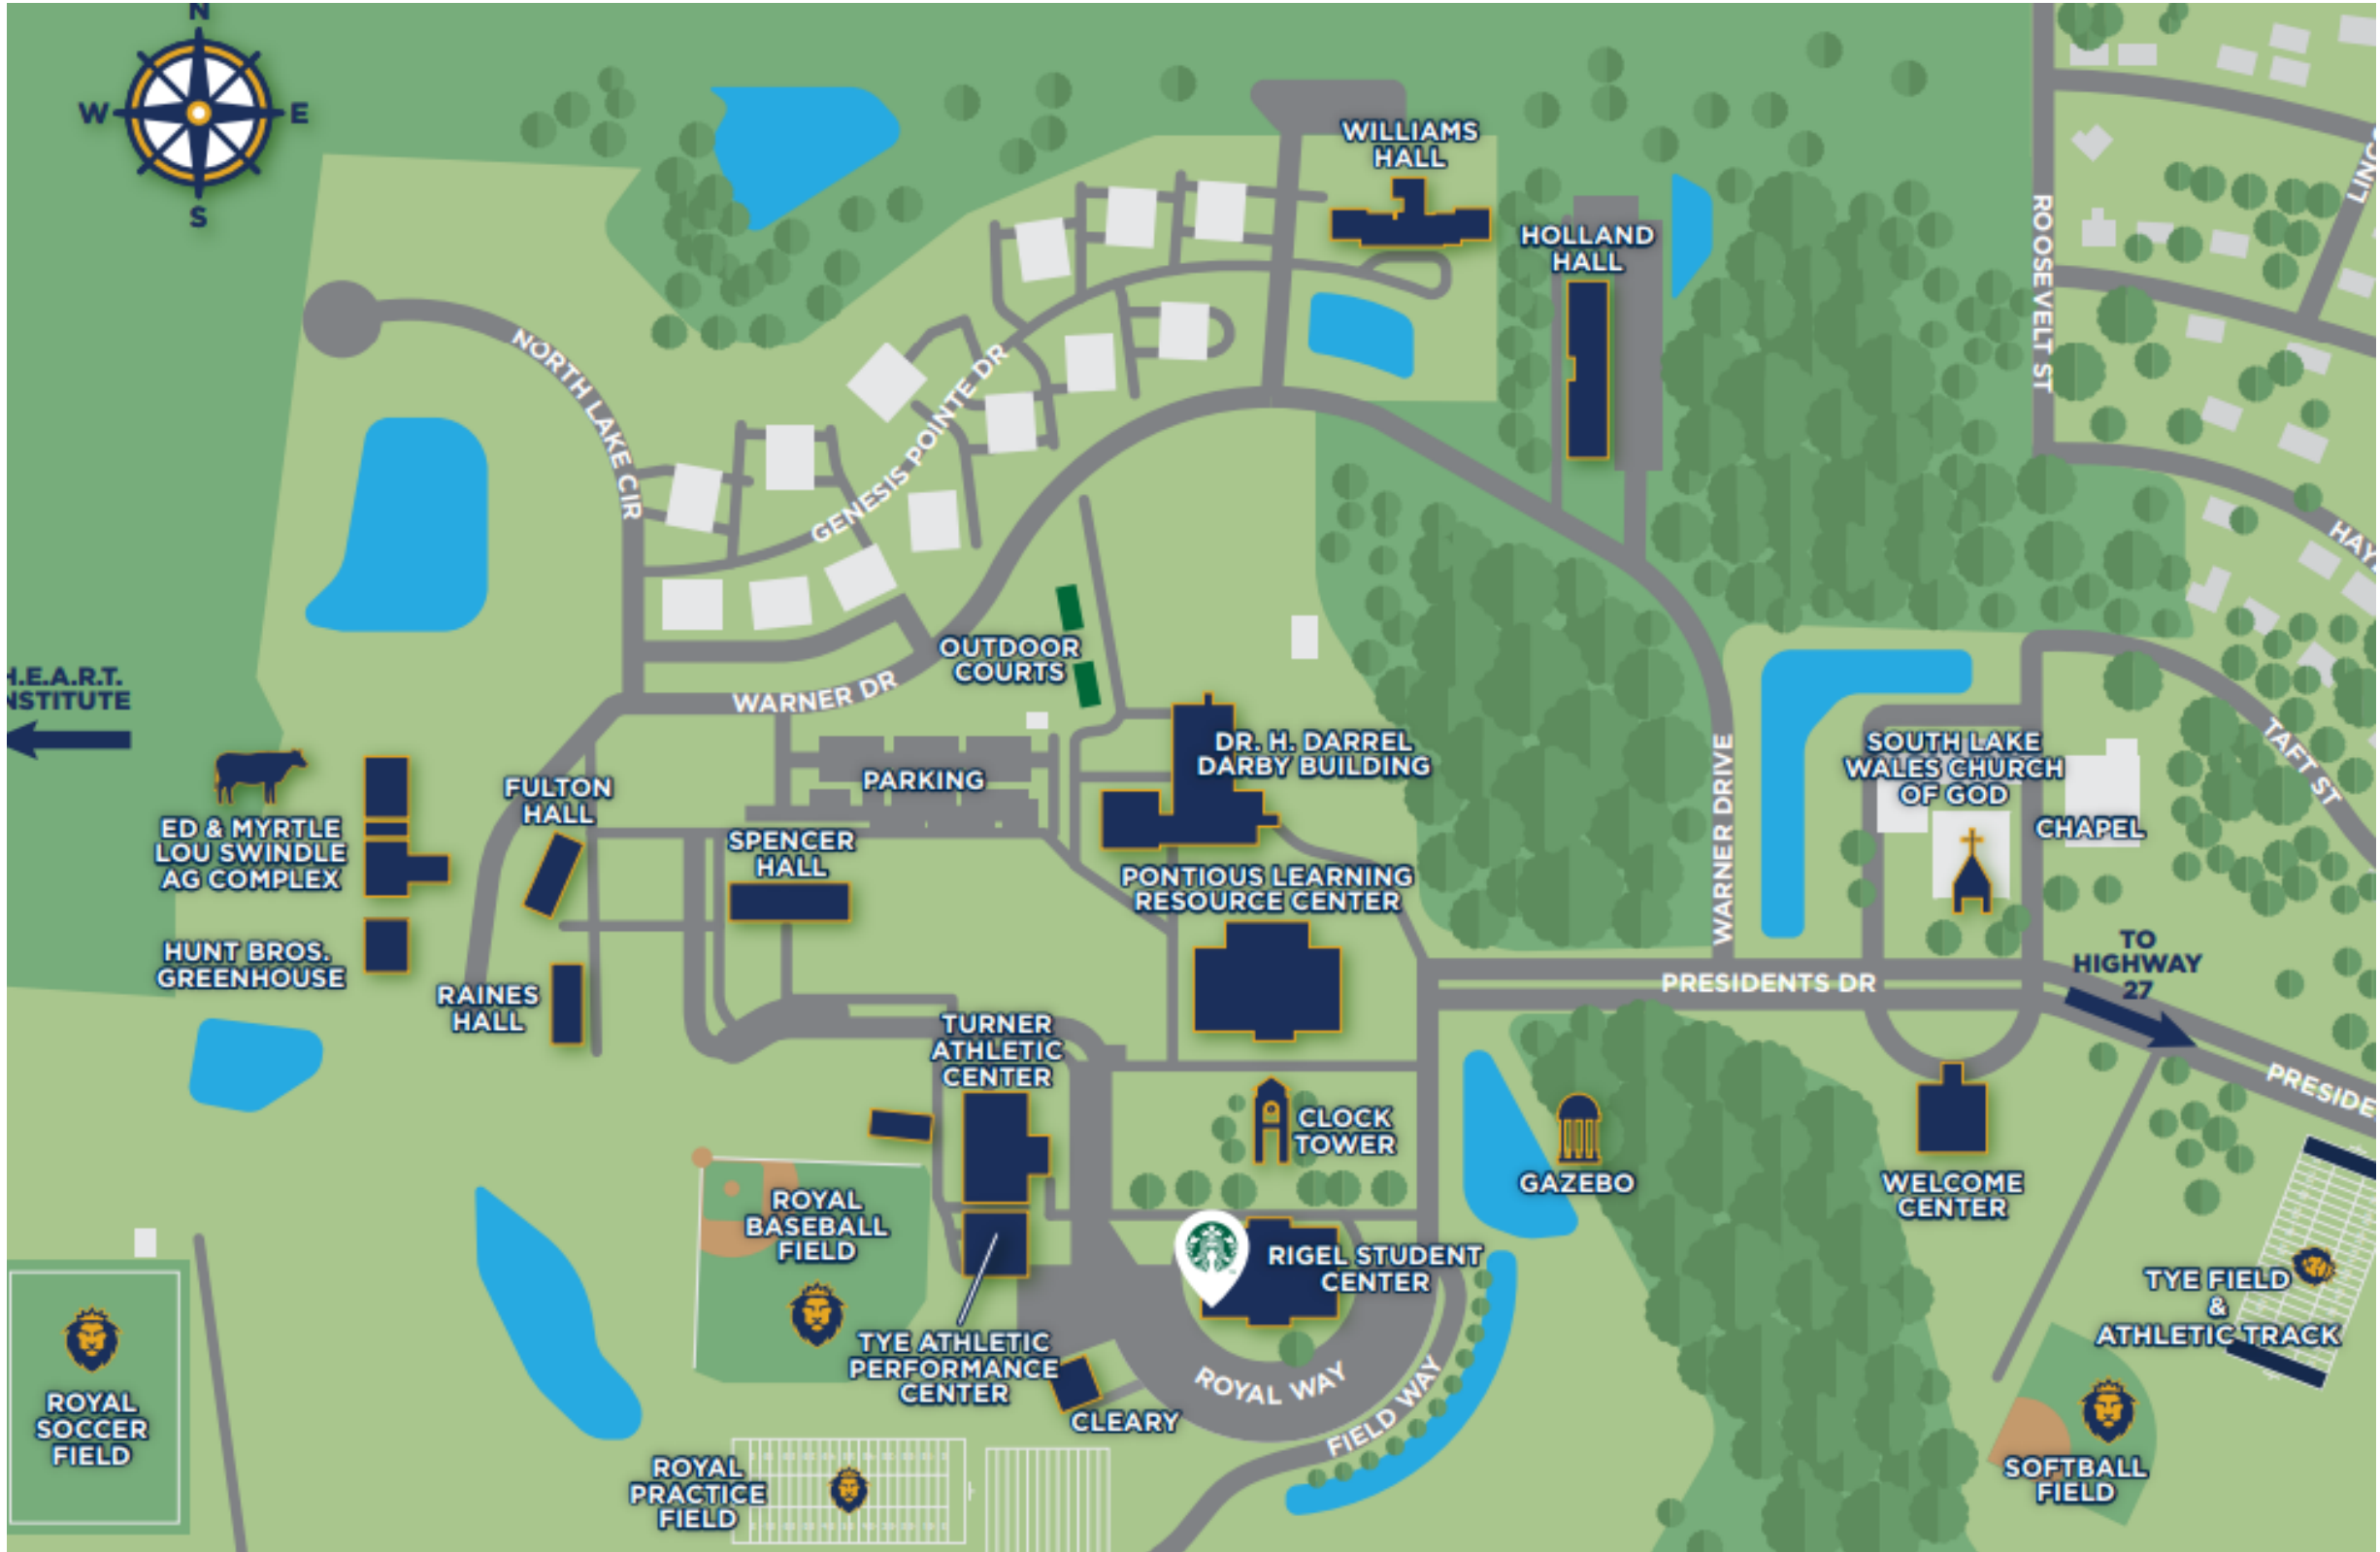 N
W
E
S
WILLIAMS
HALL
HOLLAND
HALL
ROOSEVELT ST
NORTH LAKE CIR
GENESIS POINTE DR
H.E.A.R.T.
OUTDOOR
COURTS
WARNER DR
PARKING
DR. H. DARREL
DARBY BUILDING
WARNER DRIVE
SOUTH LAKE
WALES CHURCH
OF GOD
CHAPEL
TAFT ST
FULTON
HALL
ED & MYRTLE
LOU SWINDLE
AG COMPLEX
SPENCER
HALL
PONTIOUS LEARNING
RESOURCE CENTER
HUNT BROS.
GREENHOUSE
RAINES
HALL
PRESIDENTS DR
TO
HIGHWAY
27
TURNER
ATHLETIC
CENTER
CLOCK
TOWER
GAZEBO
WELCOME
CENTER
PRESIDE
ROYAL
BASEBALL
FIELD
RIGEL STUDENT
CENTER
TYE FIELD
&
ATHLETIC TRACK
TYE ATHLETIC
PERFORMANCE
CENTER
CLEARY
ROYAL WAY
FIELD WAY
ROYAL
SOCCER
FIELD
ROYAL
PRACTICE
FIELD
SOFTBALL
FIELD